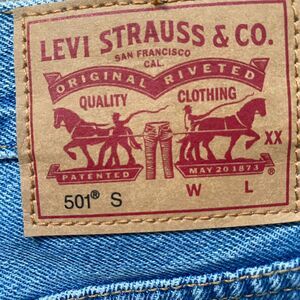 LEVI STRAUSS & CO.
SAN FRANCISCO
CAL.
ORIGINAL RIVETED
QUALITY CLOTHING
XX
PATENTED MAY 20 1873 ®
501® S W L